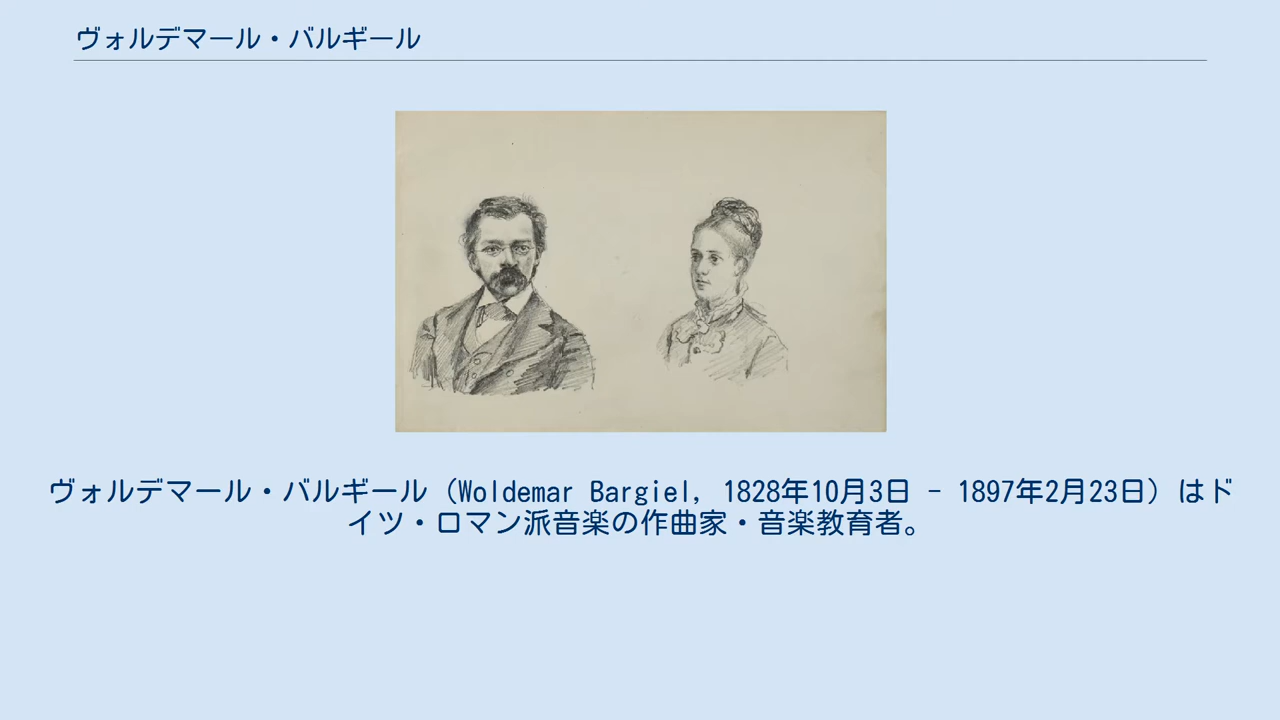 ヴォルデマール・バルギール
ヴォルデマール・バルギール（Woldemar Bargiel, 1828年10月3日 - 1897年2月23日）はド
イツ・ロマン派音楽の作曲家・音楽教育者。